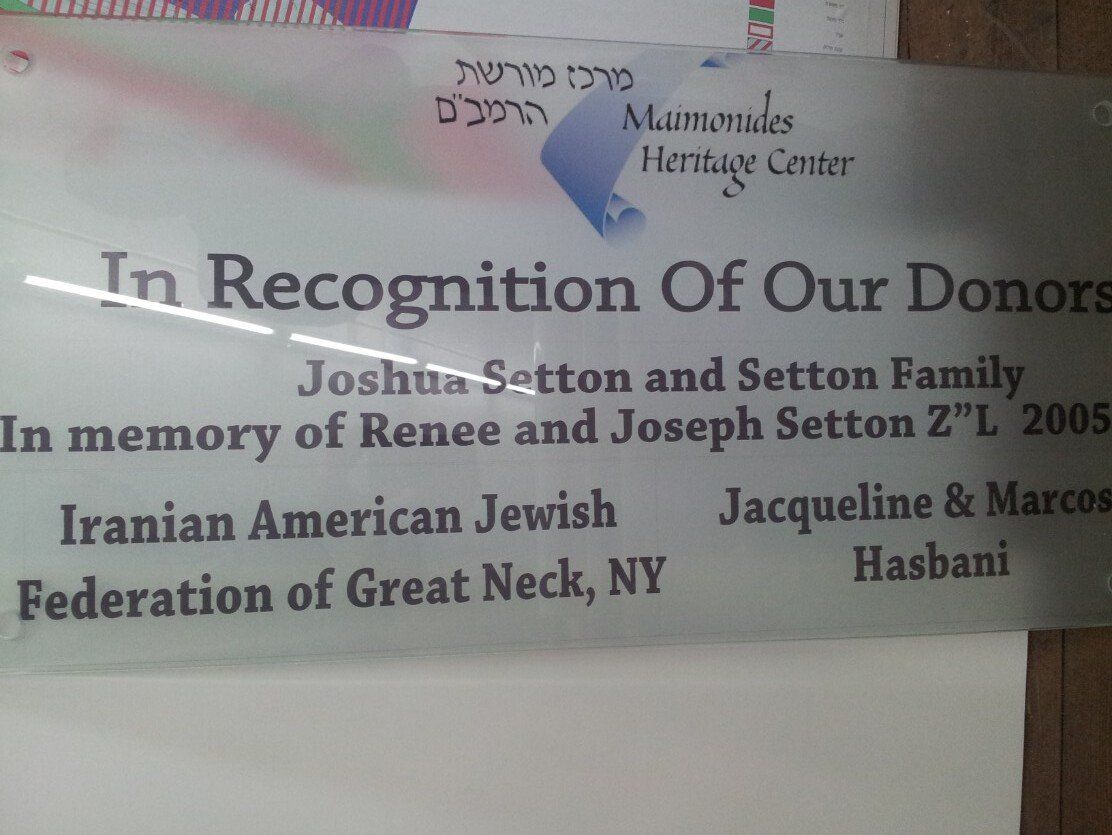 מרכז מורשת
הרמב"ם
Maimonides
Heritage Center
In Recognition Of Our Donors
Joshua Setton and Setton Family
In memory of Renee and Joseph Setton Z”L 2005
Iranian American Jewish
Federation of Great Neck, NY
Jacqueline & Marcos
Hasbani